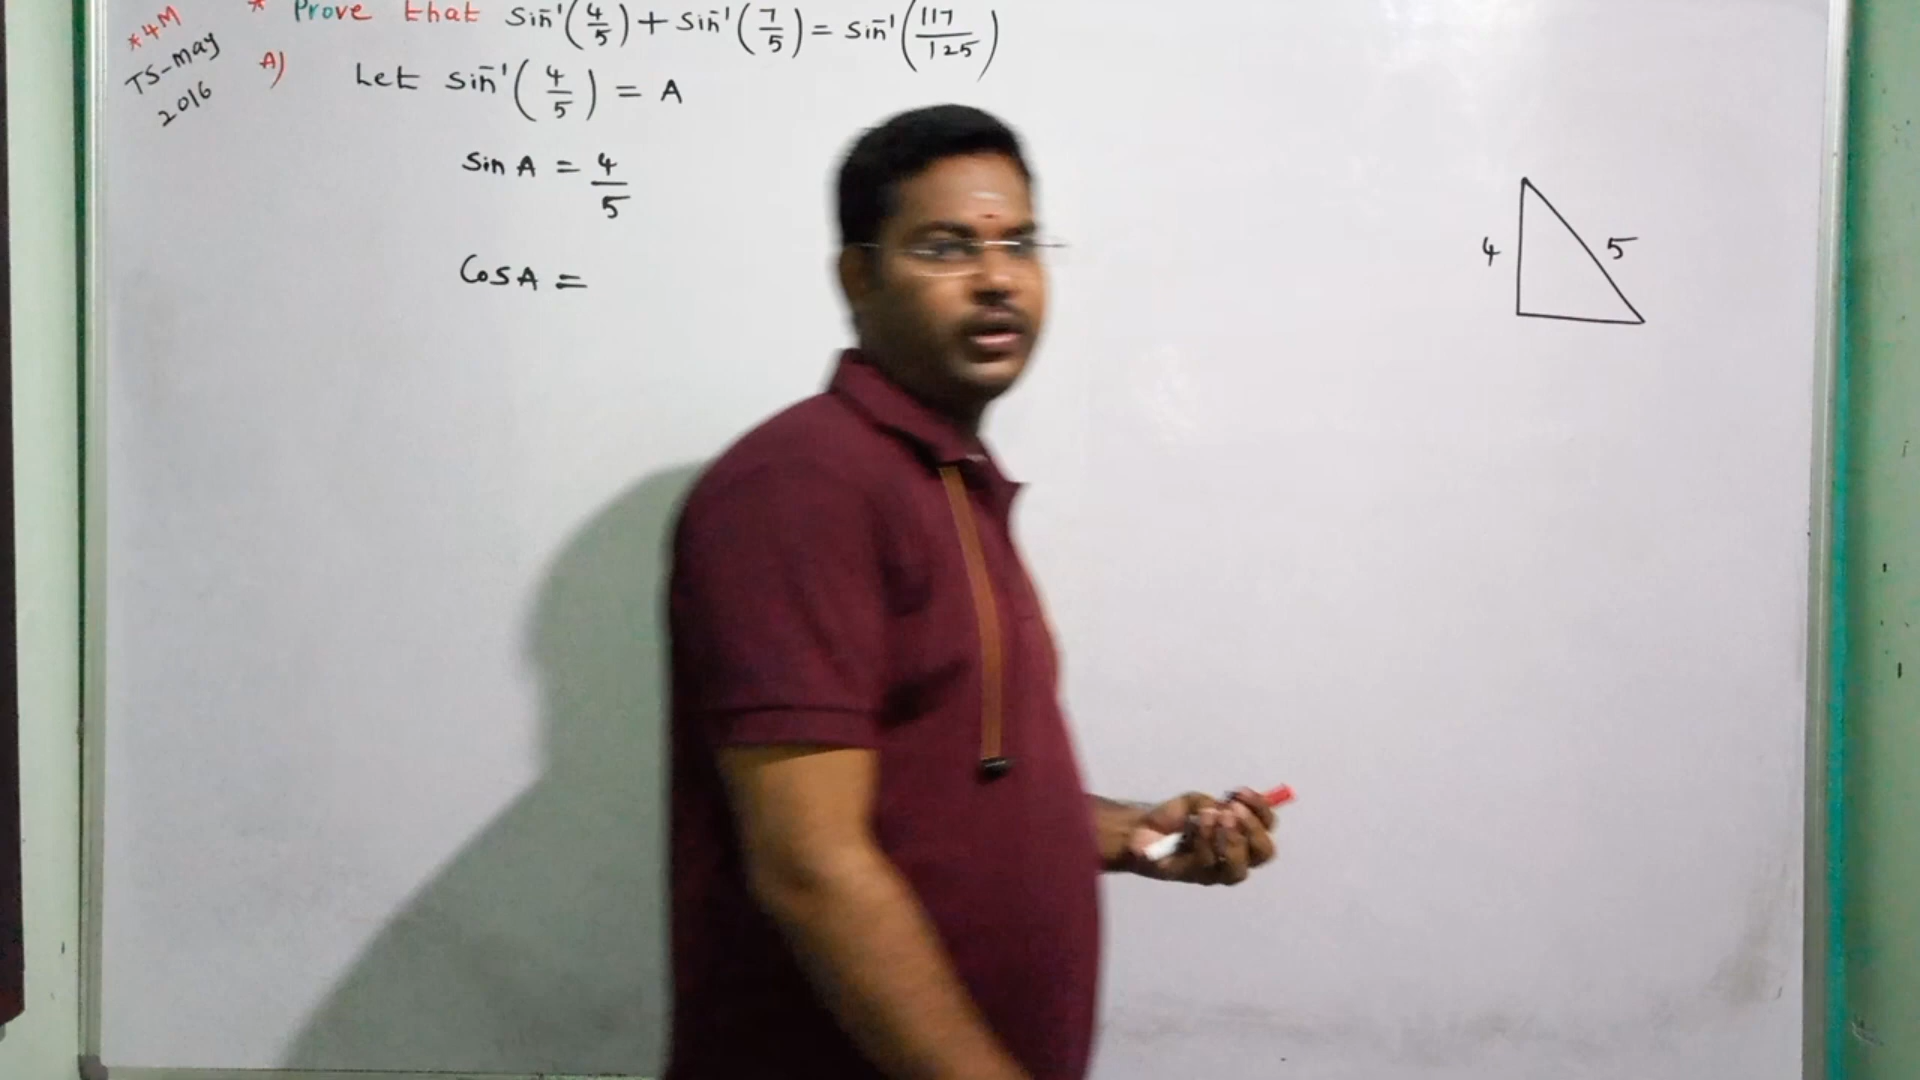 *4M
TS-may
2016
* Prove that Sin⁻¹(4/5) + Sin⁻¹(7/5) = Sin⁻¹(117/125)
A) Let Sin⁻¹(4/5) = A
Sin A = 4/5
Cos A =
4
5